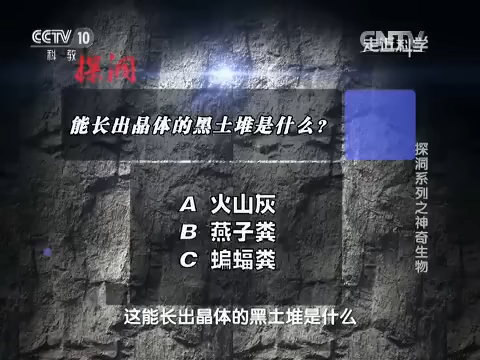 CCTV 10
科教
探洞
CNTV
走近科学
能长出晶体的黑土堆是什么?
探洞系列之神奇生物
A 火山灰
B 燕子粪
C 蝙蝠粪
这能长出晶体的黑土堆是什么